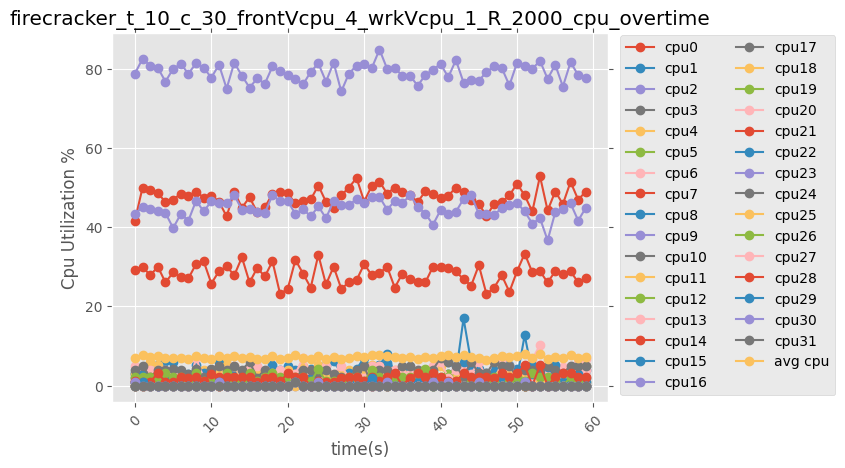 firecracker_t_10_c_30_frontVcpu_4_wrkVcpu_1_R_2000_cpu_overtime
Cpu Utilization %
80
60
40
20
0
0
10
20
30
40
50
60
time(s)
cpu0
cpu1
cpu2
cpu3
cpu4
cpu5
cpu6
cpu7
cpu8
cpu9
cpu10
cpu11
cpu12
cpu13
cpu14
cpu15
cpu16
cpu17
cpu18
cpu19
cpu20
cpu21
cpu22
cpu23
cpu24
cpu25
cpu26
cpu27
cpu28
cpu29
cpu30
cpu31
avg cpu